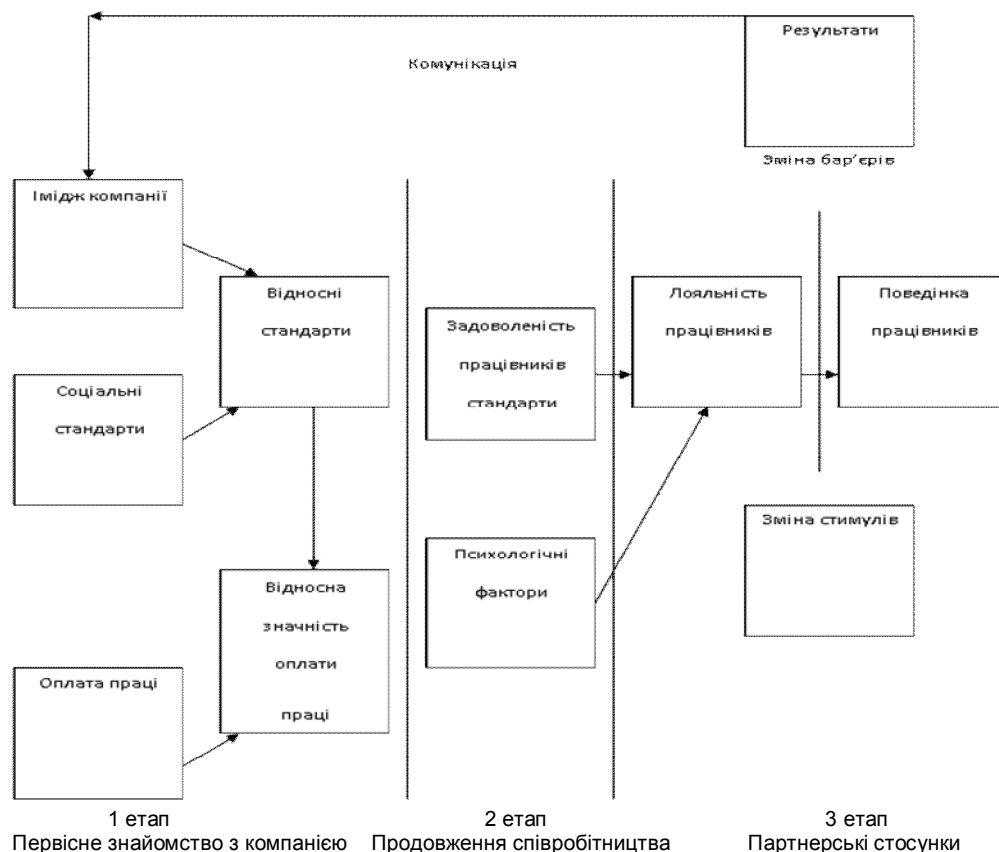 Результати
Комунікація
Зміна бар’єрів
Імідж компанії
Відносні
стандарти
Соціальні
стандарти
Задоволеність
працівників
стандарти
Лояльність
працівників
Поведінка
працівників
Зміна стимулів
Психологічні
фактори
Відносна
значність
оплати
праці
Оплата праці
1 етап
Первісне знайомство з компанією
2 етап
Продовження співробітництва
3 етап
Партнерські стосунки